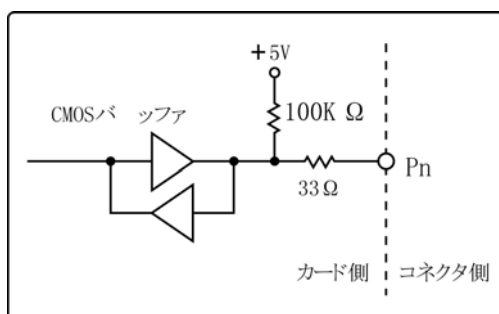 +5V
CMOSバ ッファ
100K Ω
33Ω
Pn
カード側
コネクタ側